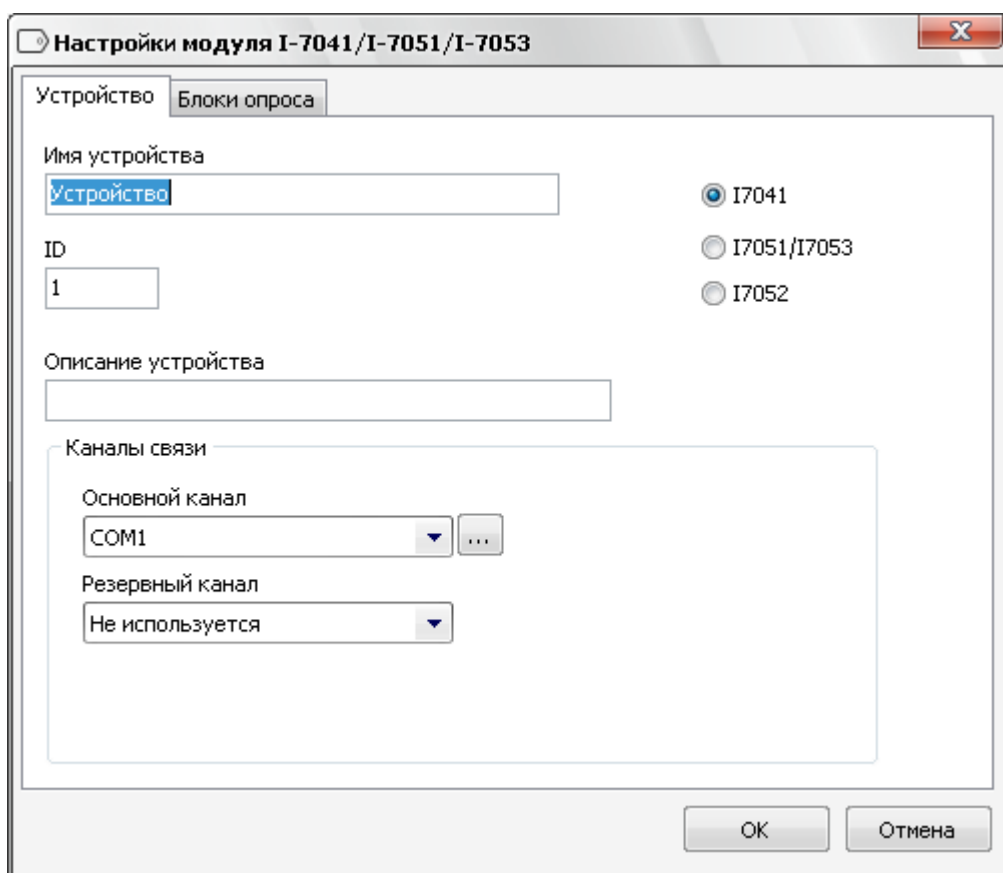 Настройки модуля I-7041/I-7051/I-7053
Устройство
Блоки опроса
Имя устройства
Устройство
I7041
ID
I7051/I7053
1
I7052
Описание устройства
Каналы связи
Основной канал
COM1
...
Резервный канал
Не используется
OK
Отмена